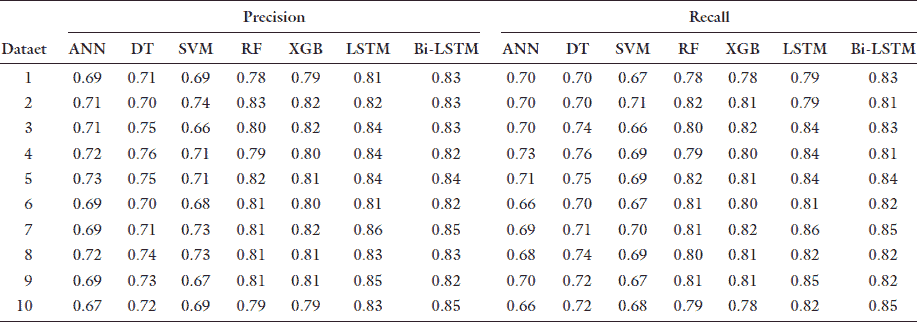 Precision Recall
Dataet ANN DT SVM RF XGB LSTM Bi-LSTM ANN DT SVM RF XGB LSTM Bi-LSTM
1 0.69 0.71 0.69 0.78 0.79 0.81 0.83 0.70 0.70 0.67 0.78 0.78 0.79 0.83
2 0.71 0.70 0.74 0.83 0.82 0.82 0.83 0.70 0.70 0.71 0.82 0.81 0.79 0.81
3 0.71 0.75 0.66 0.80 0.82 0.84 0.83 0.70 0.74 0.66 0.80 0.82 0.84 0.83
4 0.72 0.76 0.71 0.79 0.80 0.84 0.82 0.73 0.76 0.69 0.79 0.80 0.84 0.81
5 0.73 0.75 0.71 0.82 0.81 0.84 0.84 0.71 0.75 0.69 0.82 0.81 0.84 0.84
6 0.69 0.70 0.68 0.81 0.80 0.81 0.82 0.66 0.70 0.67 0.81 0.80 0.81 0.82
7 0.69 0.71 0.73 0.81 0.82 0.86 0.85 0.69 0.71 0.70 0.81 0.82 0.86 0.85
8 0.72 0.74 0.73 0.81 0.81 0.83 0.82 0.68 0.74 0.69 0.80 0.81 0.82 0.82
9 0.69 0.73 0.67 0.81 0.81 0.85 0.82 0.70 0.72 0.67 0.81 0.81 0.85 0.82
10 0.67 0.72 0.69 0.79 0.79 0.83 0.85 0.66 0.72 0.68 0.79 0.78 0.82 0.85